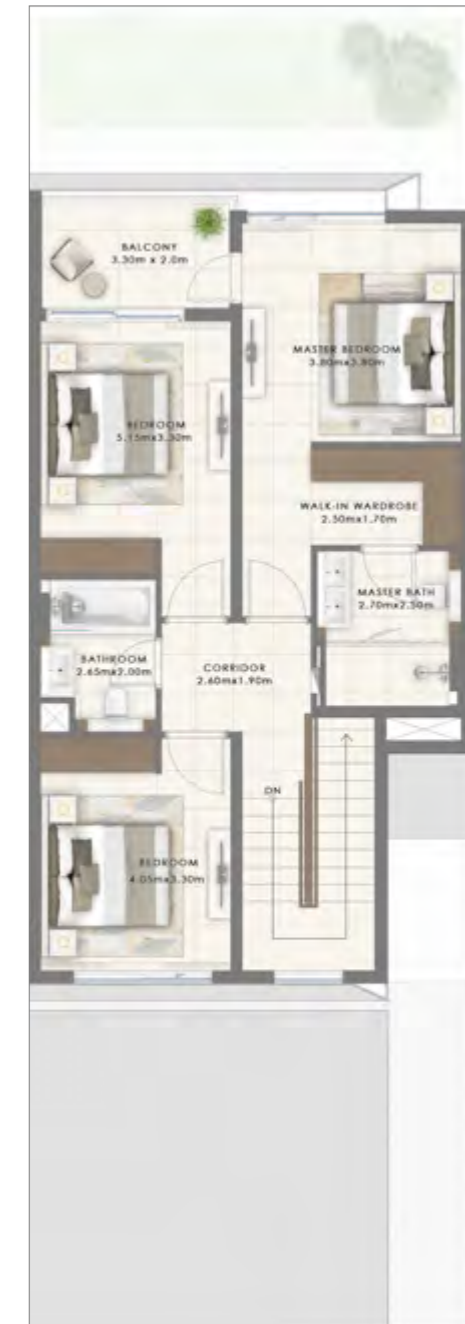 BALCONY
3.30m x 2.0m
MASTER BEDROOM
3.80mx3.80m
BEDROOM
5.15mx3.30m
WALK-IN WARDROBE
2.50mx1.70m
MASTER BATH
2.70mx2.50m
BATHROOM
2.65mx2.00m
CORRIDOR
2.60mx1.90m
DN
BEDROOM
4.05mx3.30m